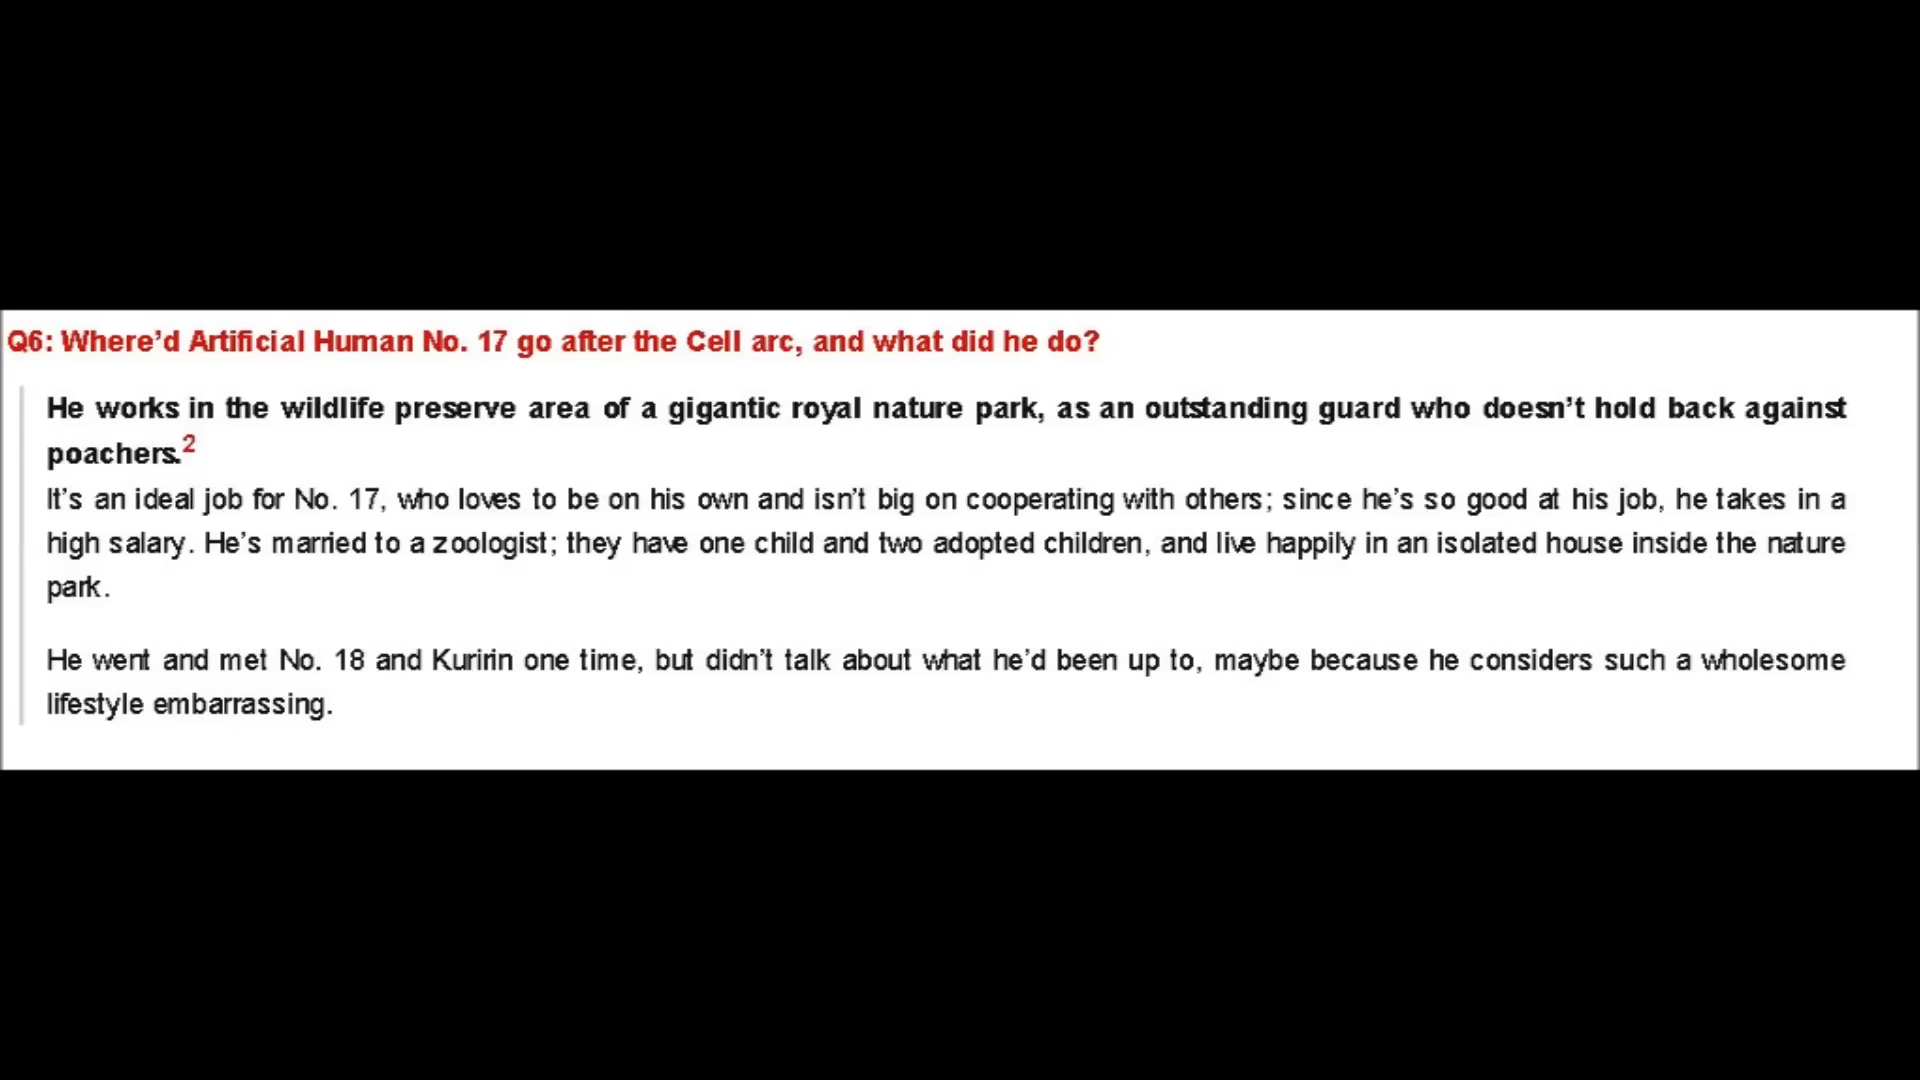 Q6: Where’d Artificial Human No. 17 go after the Cell arc, and what did he do?
He works in the wildlife preserve area of a gigantic royal nature park, as an outstanding guard who doesn’t hold back against
poachers.2
It’s an ideal job for No. 17, who loves to be on his own and isn’t big on cooperating with others; since he’s so good at his job, he takes in a
high salary. He’s married to a zoologist; they have one child and two adopted children, and live happily in an isolated house inside the nature
park.
He went and met No. 18 and Kuririn one time, but didn’t talk about what he’d been up to, maybe because he considers such a wholesome
lifestyle embarrassing.